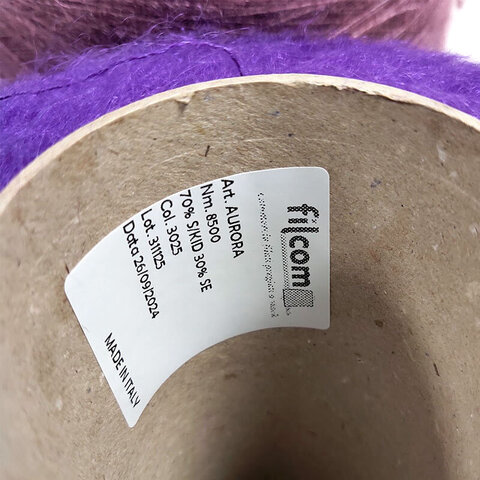 filcom
Art. AURORA
Nm. 8500
70% S/KID 30% SE
Col. 3025
Lot. 31125
Data 26/09/2024
MADE IN ITALY